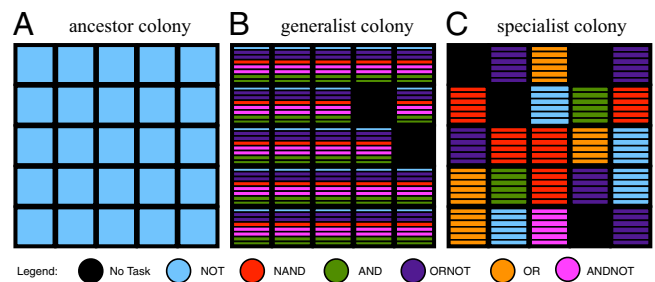 A ancestor colony B generalist colony C specialist colony
Legend: No Task NOT NAND AND ORNOT OR ANDNOT